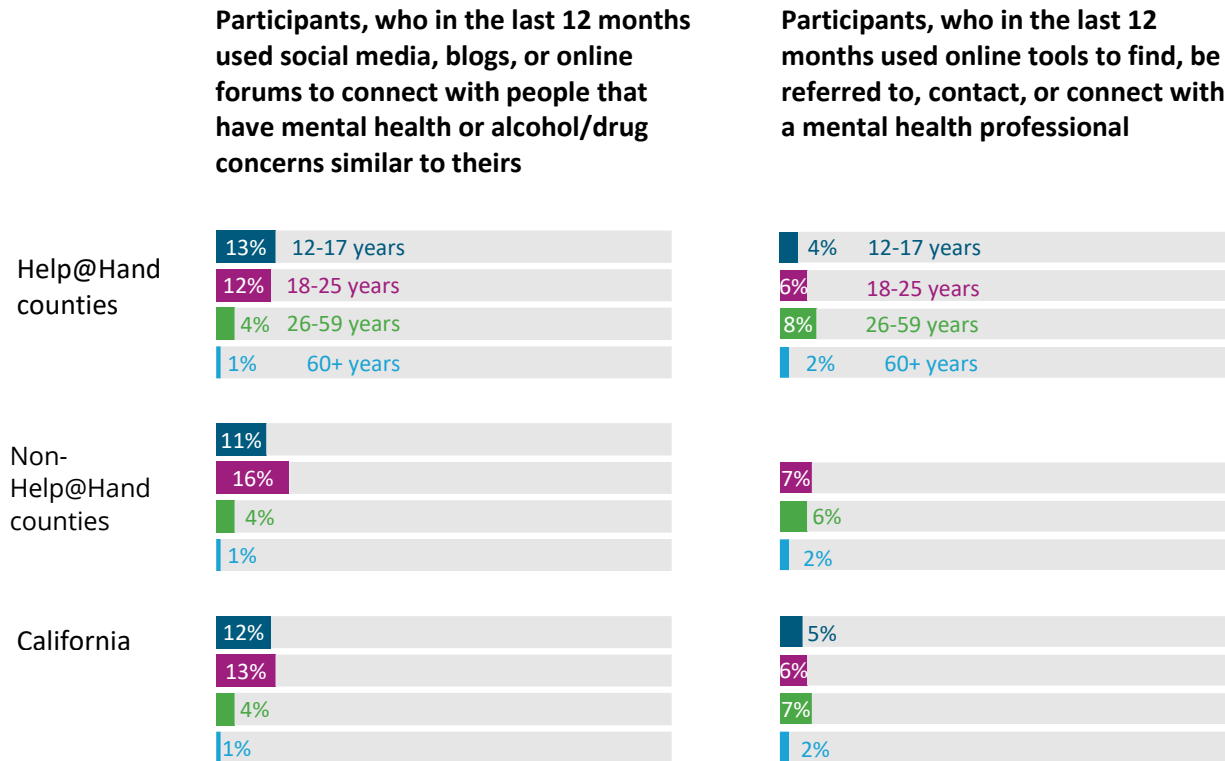 Participants, who in the last 12 months
used social media, blogs, or online
forums to connect with people that
have mental health or alcohol/drug
concerns similar to theirs
Participants, who in the last 12
months used online tools to find, be
referred to, contact, or connect with
a mental health professional
Help@Hand
counties
13% 12-17 years
12% 18-25 years
4% 26-59 years
1% 60+ years
4% 12-17 years
6% 18-25 years
8% 26-59 years
2% 60+ years
Non-
Help@Hand
counties
11%
16%
4%
1%
7%
6%
2%
California
12%
13%
4%
1%
5%
6%
7%
2%